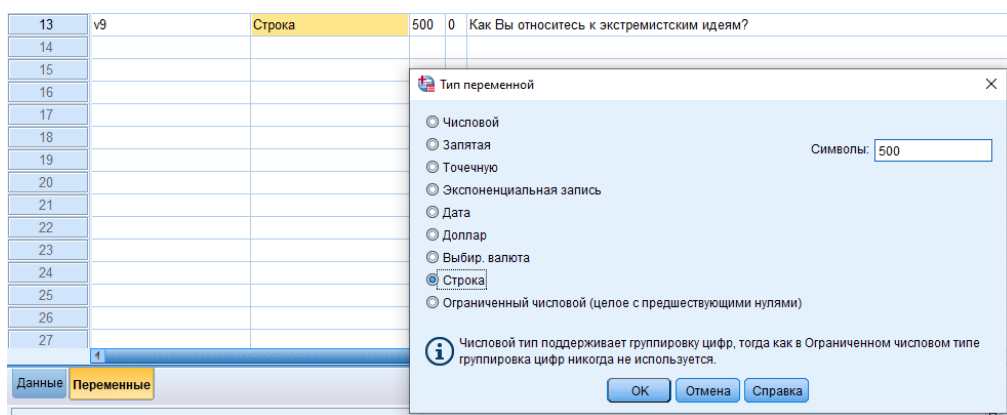 13 v9 Строка 500 0 Как Вы относитесь к экстремистским идеям?
14
15
16
17
18
19
20
21
22
23
24
25
26
27
Тип переменной
Числовой
Запятая
Точечную
Экспоненциальная запись
Дата
Доллар
Выбир. валюта
Строка
Ограниченный числовой (целое с предшествующими нулями)
Символы: 500
Числовой тип поддерживает группировку цифр, тогда как в Ограниченном числовом типе
группировка цифр никогда не используется.
OK Отмена Справка
Данные Переменные